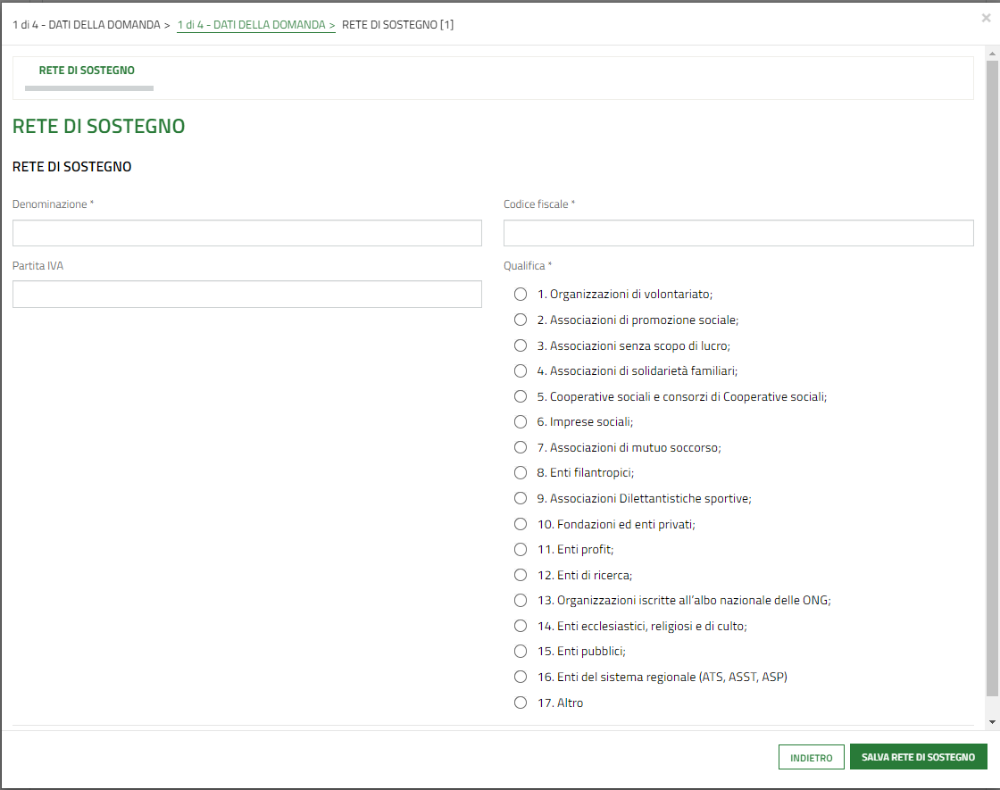 1 di 4 - DATI DELLA DOMANDA > 1 di 4 - DATI DELLA DOMANDA > RETE DI SOSTEGNO [1]
×
RETE DI SOSTEGNO
RETE DI SOSTEGNO
RETE DI SOSTEGNO
Denominazione *
Codice fiscale *
Partita IVA
Qualifica *
1. Organizzazioni di volontariato;
2. Associazioni di promozione sociale;
3. Associazioni senza scopo di lucro;
4. Associazioni di solidarietà familiari;
5. Cooperative sociali e consorzi di Cooperative sociali;
6. Imprese sociali;
7. Associazioni di mutuo soccorso;
8. Enti filantropici;
9. Associazioni Dilettantistiche sportive;
10. Fondazioni ed enti privati;
11. Enti profit;
12. Enti di ricerca;
13. Organizzazioni iscritte all'albo nazionale delle ONG;
14. Enti ecclesiastici, religiosi e di culto;
15. Enti pubblici;
16. Enti del sistema regionale (ATS, ASST, ASP)
17. Altro
INDIETRO
SALVA RETE DI SOSTEGNO